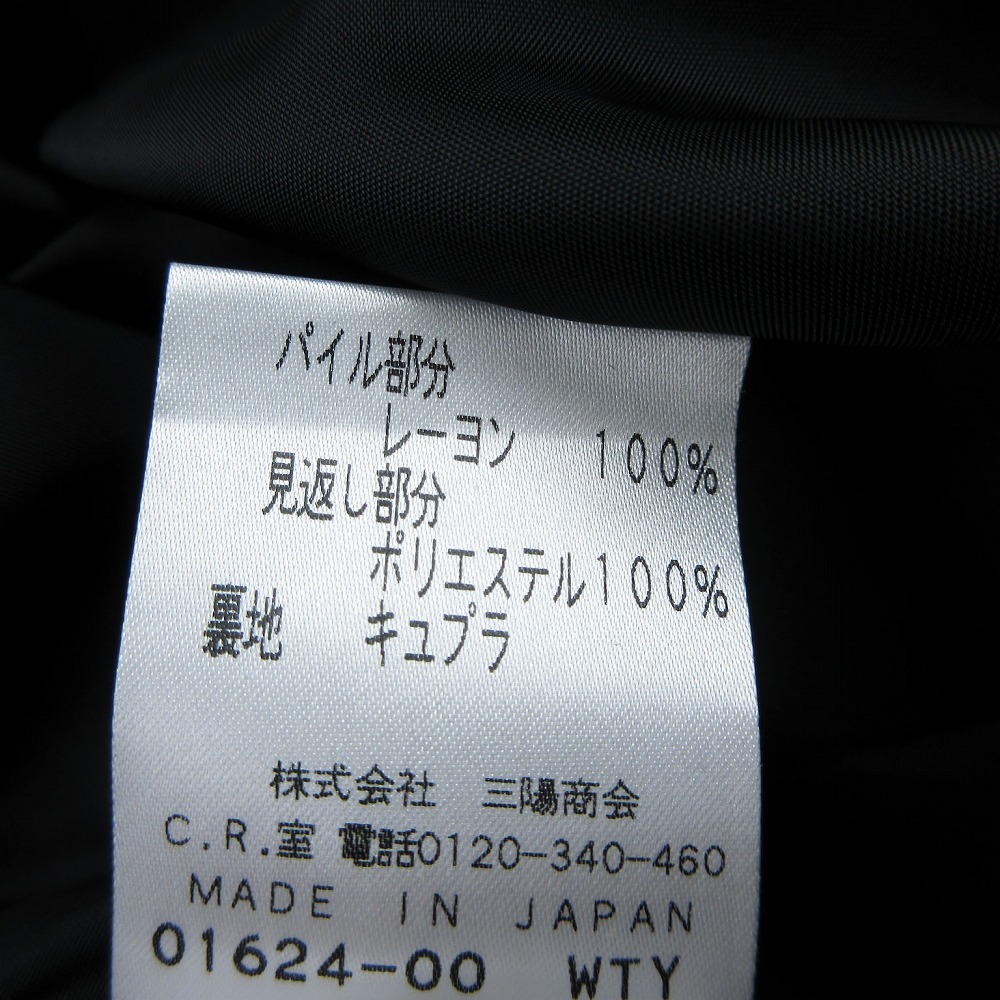 パイル部分
レーヨン 100%
見返し部分
ポリエステル100%
裏地 キュプラ
株式会社 三陽商会
C.R.室 電話0120-340-460
MADE IN JAPAN
01624-00 WTY